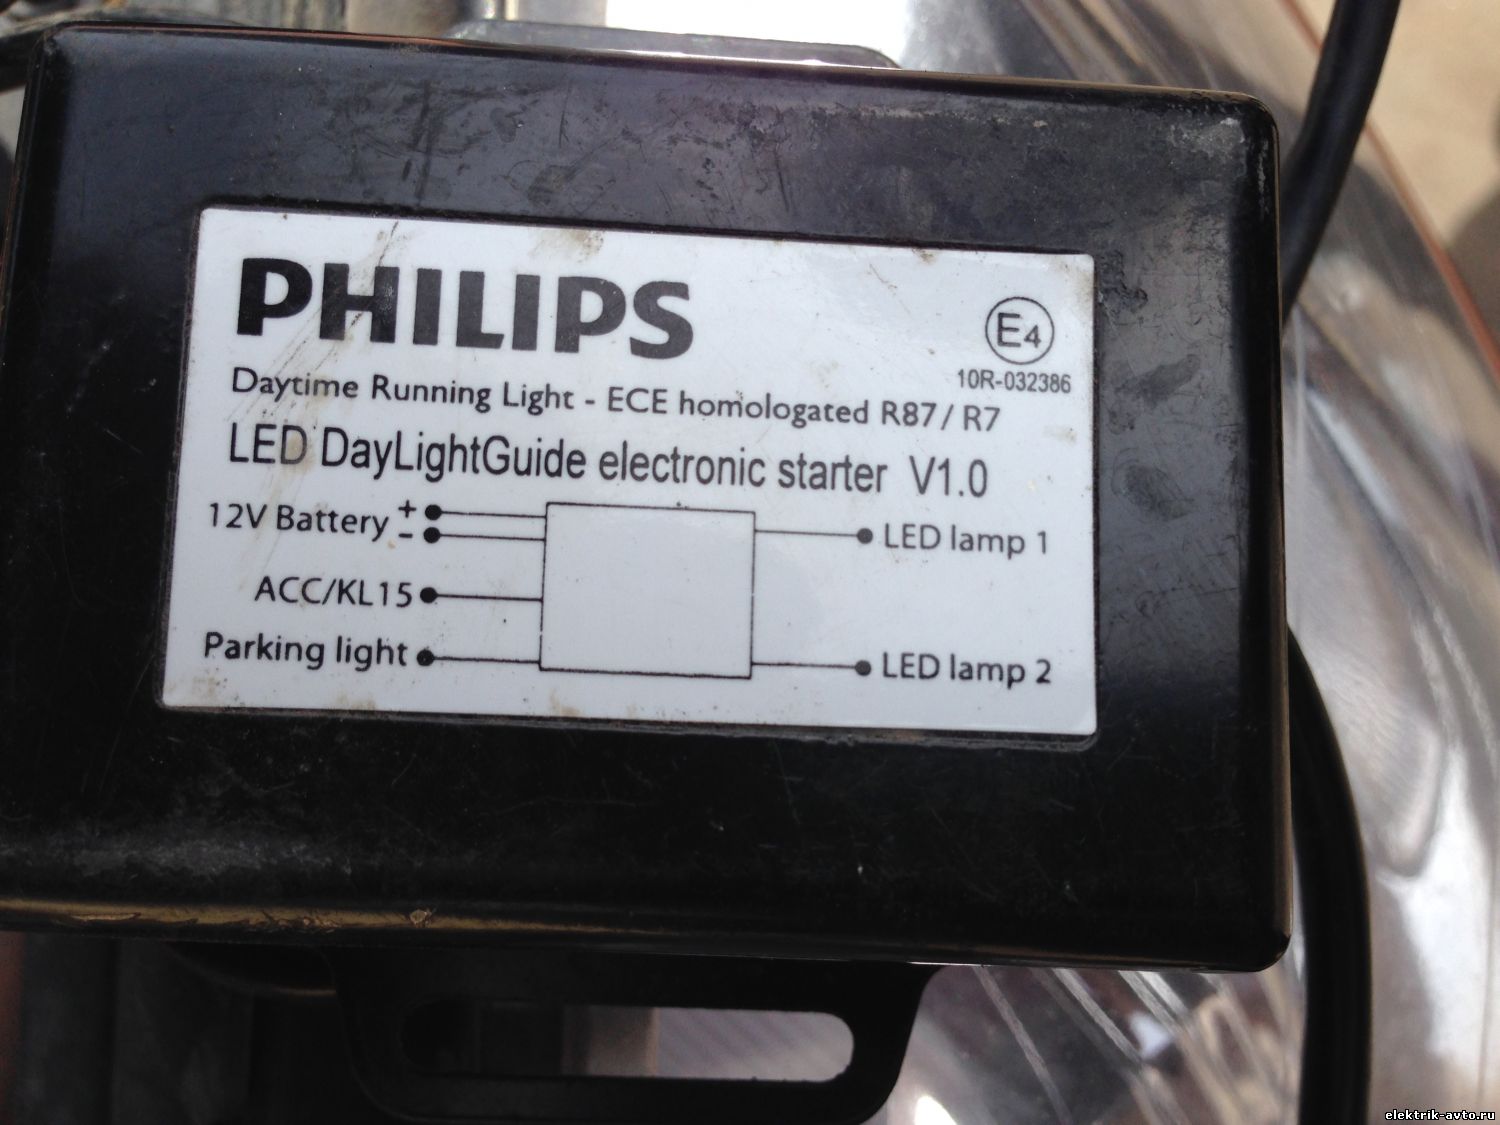 PHILIPS
E4
10R-032386
Daytime Running Light - ECE homologated R87/ R7
LED DayLightGuide electronic starter V1.0
12V Battery + -
LED lamp 1
ACC/KL15
Parking light
LED lamp 2
elektrik-avto.ru